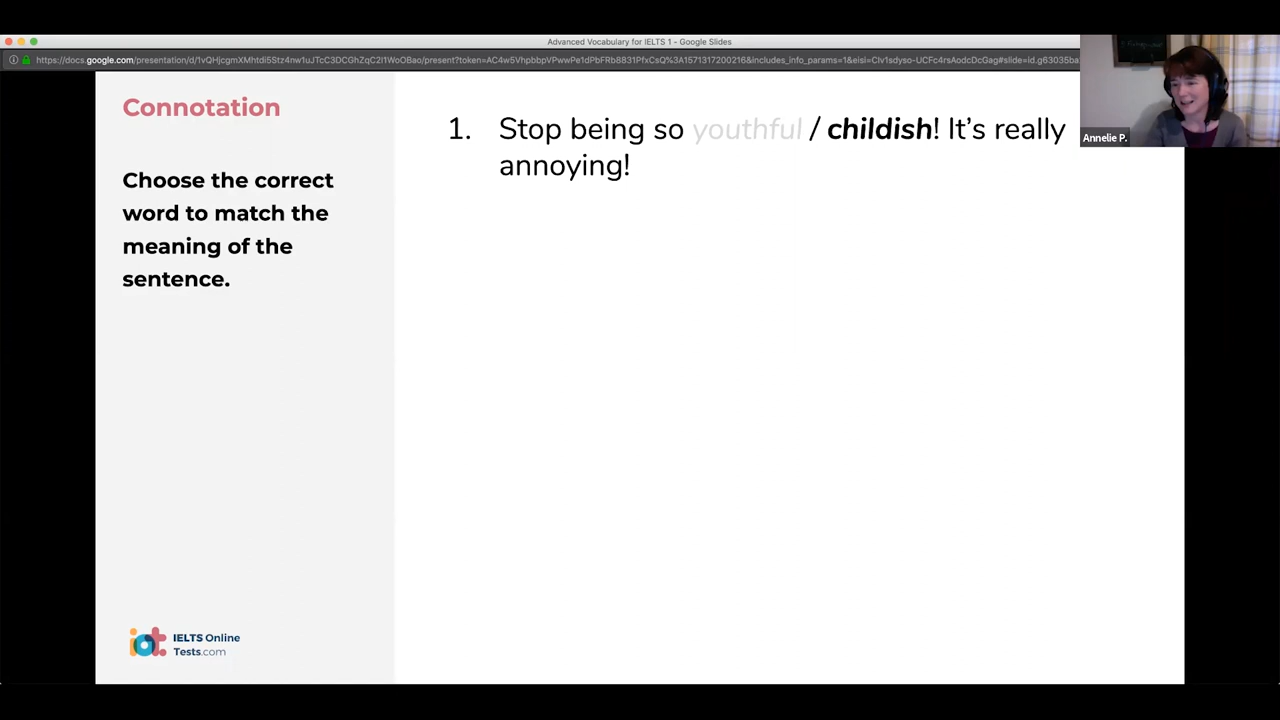 Advanced Vocabulary for IELTS 1 - Google Slides
Connotation
Choose the correct
word to match the
meaning of the
sentence.
1. Stop being so youthful / childish! It's really
annoying!
Annelie P.
iot IELTS Online
Tests.com